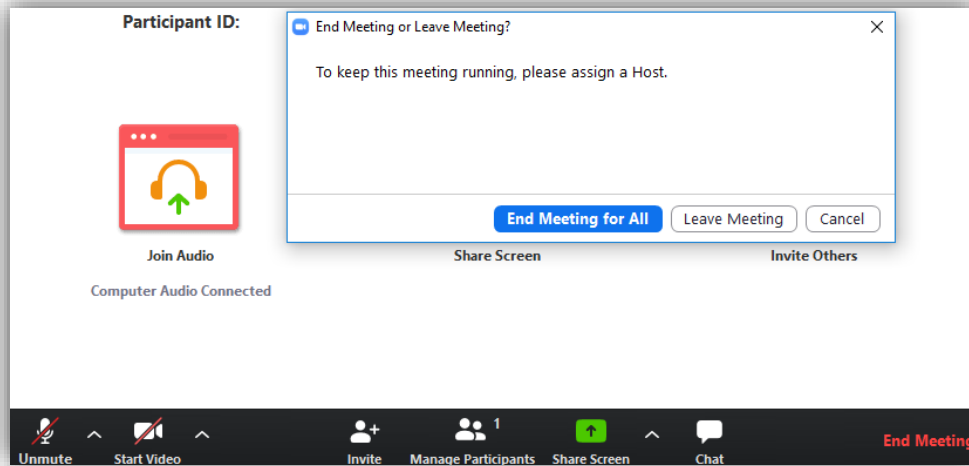 Participant ID:
End Meeting or Leave Meeting?
To keep this meeting running, please assign a Host.
End Meeting for All
Leave Meeting
Cancel
Join Audio
Share Screen
Invite Others
Computer Audio Connected
1
Unmute
Start Video
Invite
Manage Participants
Share Screen
Chat
End Meeting